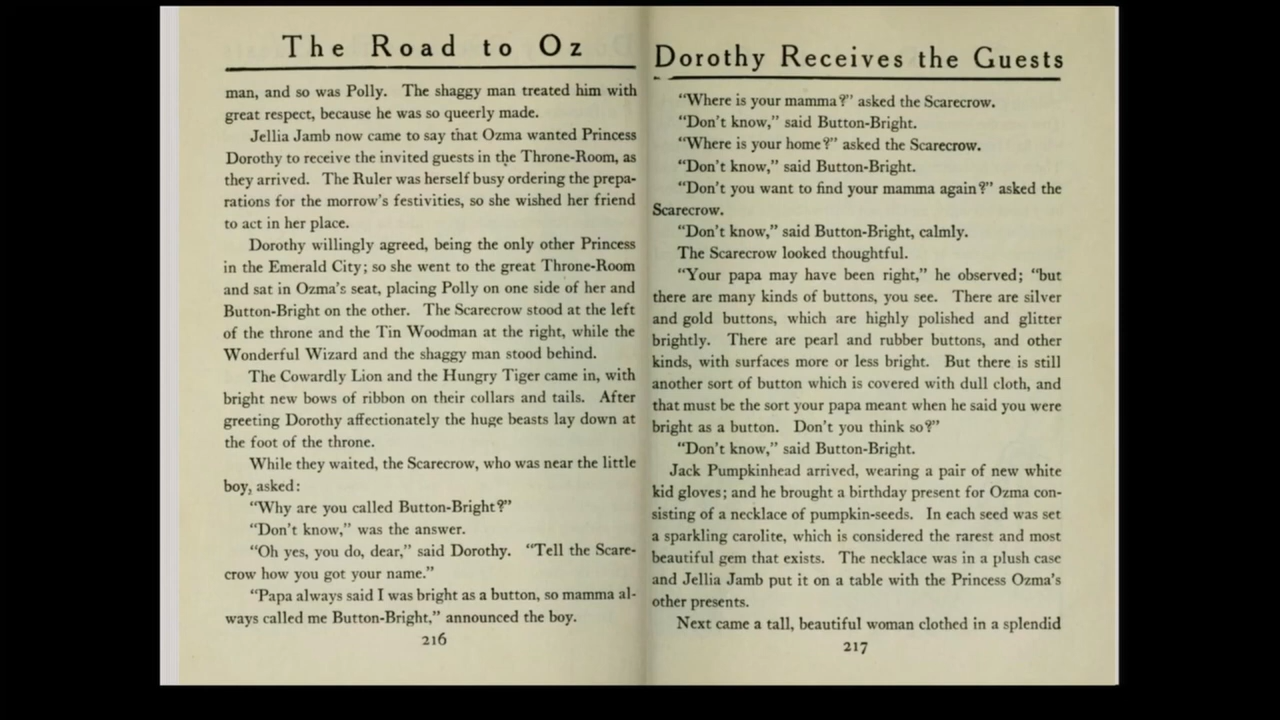 The Road to Oz
man, and so was Polly. The shaggy man treated him with
great respect, because he was so queerly made.
Jellia Jamb now came to say that Ozma wanted Princess
Dorothy to receive the invited guests in the Throne-Room, as
they arrived. The Ruler was herself busy ordering the prepa-
rations for the morrow's festivities, so she wished her friend
to act in her place.
Dorothy willingly agreed, being the only other Princess
in the Emerald City; so she went to the great Throne-Room
and sat in Ozma's seat, placing Polly on one side of her and
Button-Bright on the other. The Scarecrow stood at the left
of the throne and the Tin Woodman at the right, while the
Wonderful Wizard and the shaggy man stood behind.
The Cowardly Lion and the Hungry Tiger came in, with
bright new bows of ribbon on their collars and tails. After
greeting Dorothy affectionately the huge beasts lay down at
the foot of the throne.
While they waited, the Scarecrow, who was near the little
boy, asked:
"Why are you called Button-Bright?"
"Don't know," was the answer.
"Oh yes, you do, dear," said Dorothy. "Tell the Scare-
crow how you got your name."
"Papa always said I was bright as a button, so mamma al-
ways called me Button-Bright," announced the boy.
216
Dorothy Receives the Guests
"Where is your mamma?" asked the Scarecrow.
"Don't know," said Button-Bright.
"Where is your home?" asked the Scarecrow.
"Don't know," said Button-Bright.
"Don't you want to find your mamma again?" asked the
Scarecrow.
"Don't know," said Button-Bright, calmly.
The Scarecrow looked thoughtful.
"Your papa may have been right," he observed; "but
there are many kinds of buttons, you see. There are silver
and gold buttons, which are highly polished and glitter
brightly. There are pearl and rubber buttons, and other
kinds, with surfaces more or less bright. But there is still
another sort of button which is covered with dull cloth, and
that must be the sort your papa meant when he said you were
bright as a button. Don't you think so?"
"Don't know," said Button-Bright.
Jack Pumpkinhead arrived, wearing a pair of new white
kid gloves; and he brought a birthday present for Ozma con-
sisting of a necklace of pumpkin-seeds. In each seed was set
a sparkling carolite, which is considered the rarest and most
beautiful gem that exists. The necklace was in a plush case
and Jellia Jamb put it on a table with the Princess Ozma's
other presents.
Next came a tall, beautiful woman clothed in a splendid
217